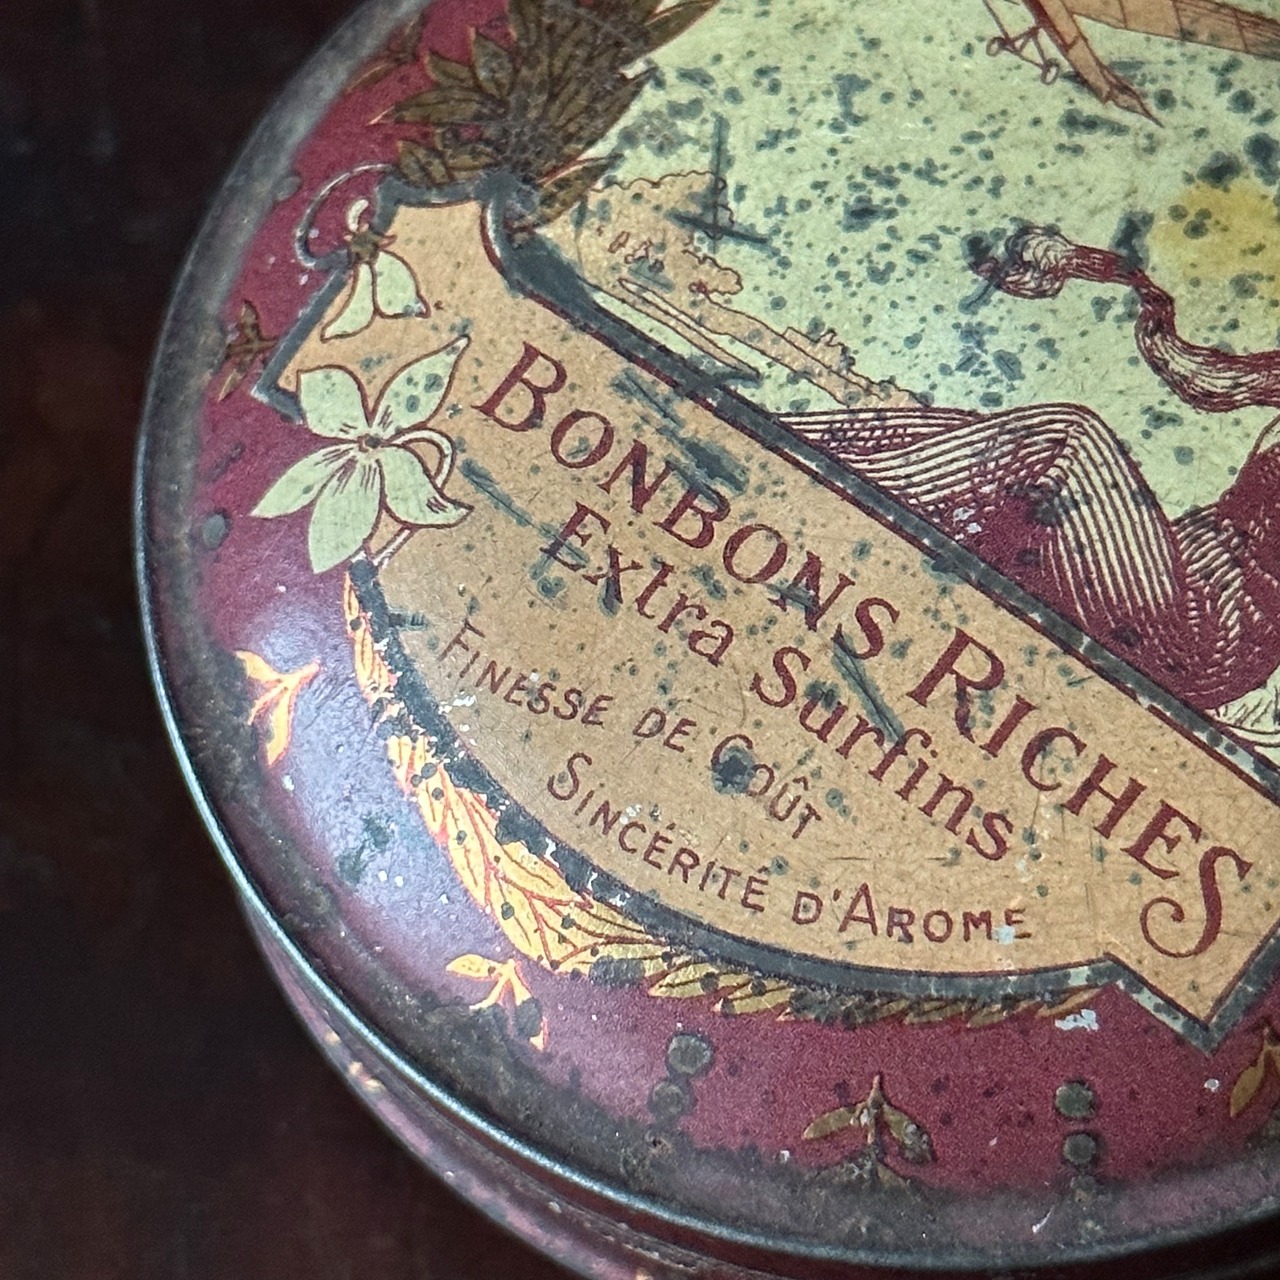 BONBONS RICHES
Extra Surfins
FINESSE DE GOÛT
SINCÉRITÉ D'AROME